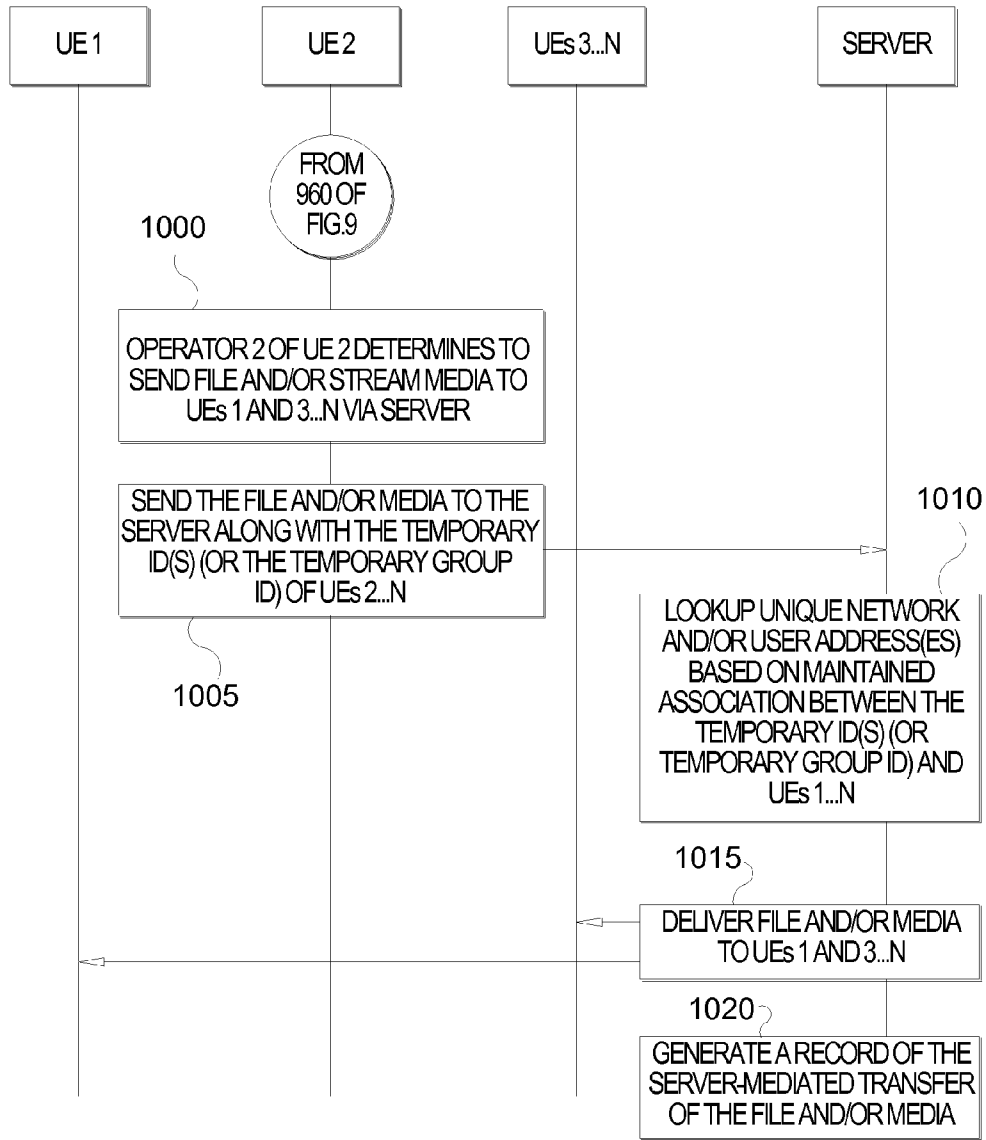 UE 1
UE 2
UEs 3...N
SERVER
FROM
960 OF
FIG.9
1000
OPERATOR 2 OF UE 2 DETERMINES TO
SEND FILE AND/OR STREAM MEDIA TO
UEs 1 AND 3...N VIA SERVER
SEND THE FILE AND/OR MEDIA TO THE
SERVER ALONG WITH THE TEMPORARY
ID(S) (OR THE TEMPORARY GROUP
ID) OF UEs 2...N
1005
1010
LOOKUP UNIQUE NETWORK
AND/OR USER ADDRESS(ES)
BASED ON MAINTAINED
ASSOCIATION BETWEEN THE
TEMPORARY ID(S) (OR
TEMPORARY GROUP ID) AND
UEs 1...N
1015
DELIVER FILE AND/OR MEDIA
TO UEs 1 AND 3...N
1020
GENERATE A RECORD OF THE
SERVER-MEDIATED TRANSFER
OF THE FILE AND/OR MEDIA